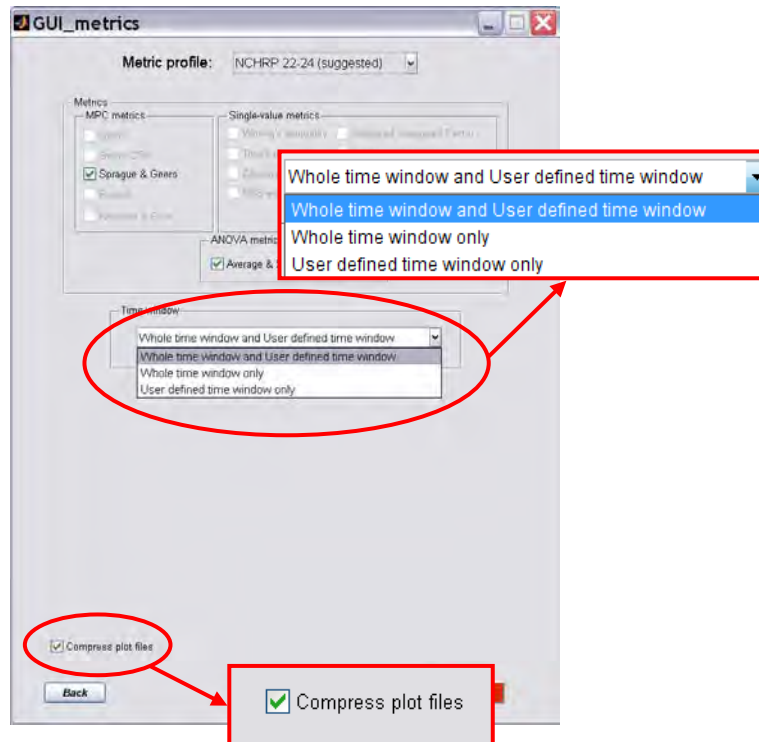 GUI_metrics
Metric profile: NCHRP 22-24 (suggested)
Metrics
MPC metrics
Single-value metrics
Sprague & Geers
ANOVA metric
Average &
Whole time window and User defined time window
Whole time window and User defined time window
Whole time window only
User defined time window only
Time window
Whole time window and User defined time window
Whole time window and User defined time window
Whole time window only
User defined time window only
Compress plot files
Back
Compress plot files